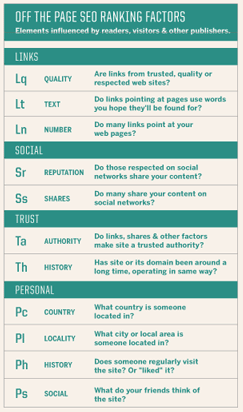 OFF THE PAGE SEO RANKING FACTORS
Elements influenced by readers, visitors & other publishers.
LINKS
Lq QUALITY Are links from trusted, quality or
respected web sites?
Lt TEXT Do links pointing at pages use words
you hope they'll be found for?
Ln NUMBER Do many links point at your
web pages?
SOCIAL
Sr REPUTATION Do those respected on social
networks share your content?
Ss SHARES Do many share your content on
social networks?
TRUST
Ta AUTHORITY Do links, shares & other factors
make site a trusted authority?
Th HISTORY Has site or its domain been around a
long time, operating in same way?
PERSONAL
Pc COUNTRY What country is someone
located in?
Pl LOCALITY What city or local area is
someone located in?
Ph HISTORY Does someone regularly visit
the site? Or "liked" it?
Ps SOCIAL What do your friends think of
the site?